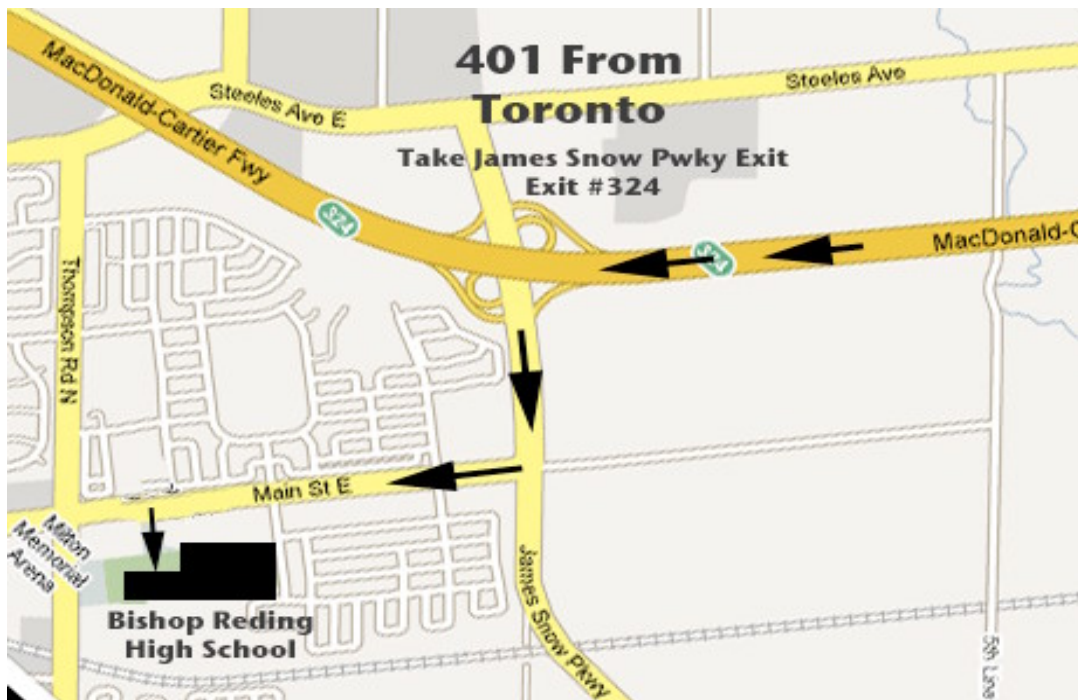 401 From
Toronto
Take James Snow Pwky Exit
Exit #324
MacDonald-Cartier Fwy
Steeles Ave E
Steeles Ave
324
MacDonald-C
Thompson Rd N
Main St E
Milton
Memorial
Arena
Bishop Reding
High School
James Snow Pkwy
5th Line